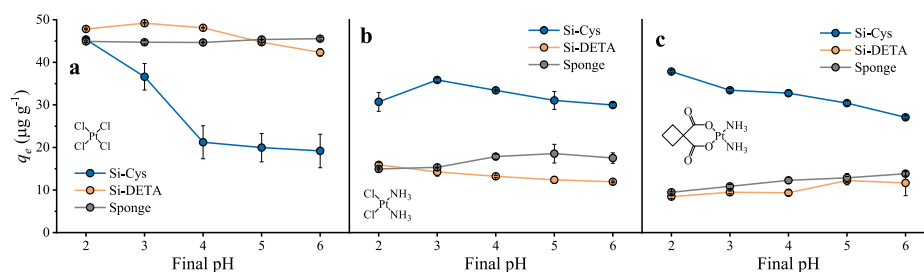 50
40
30
20
10
0
qₑ (µg g⁻¹)
a
Cl
Cl
Pt
Cl
Cl
Si-Cys
Si-DETA
Sponge
2 3 4 5 6
Final pH
b
Si-Cys
Si-DETA
Sponge
Cl NH₃
Pt
Cl NH₃
2 3 4 5 6
Final pH
c
Si-Cys
Si-DETA
Sponge
O
O NH₃
Pt
O NH₃
O
2 3 4 5 6
Final pH